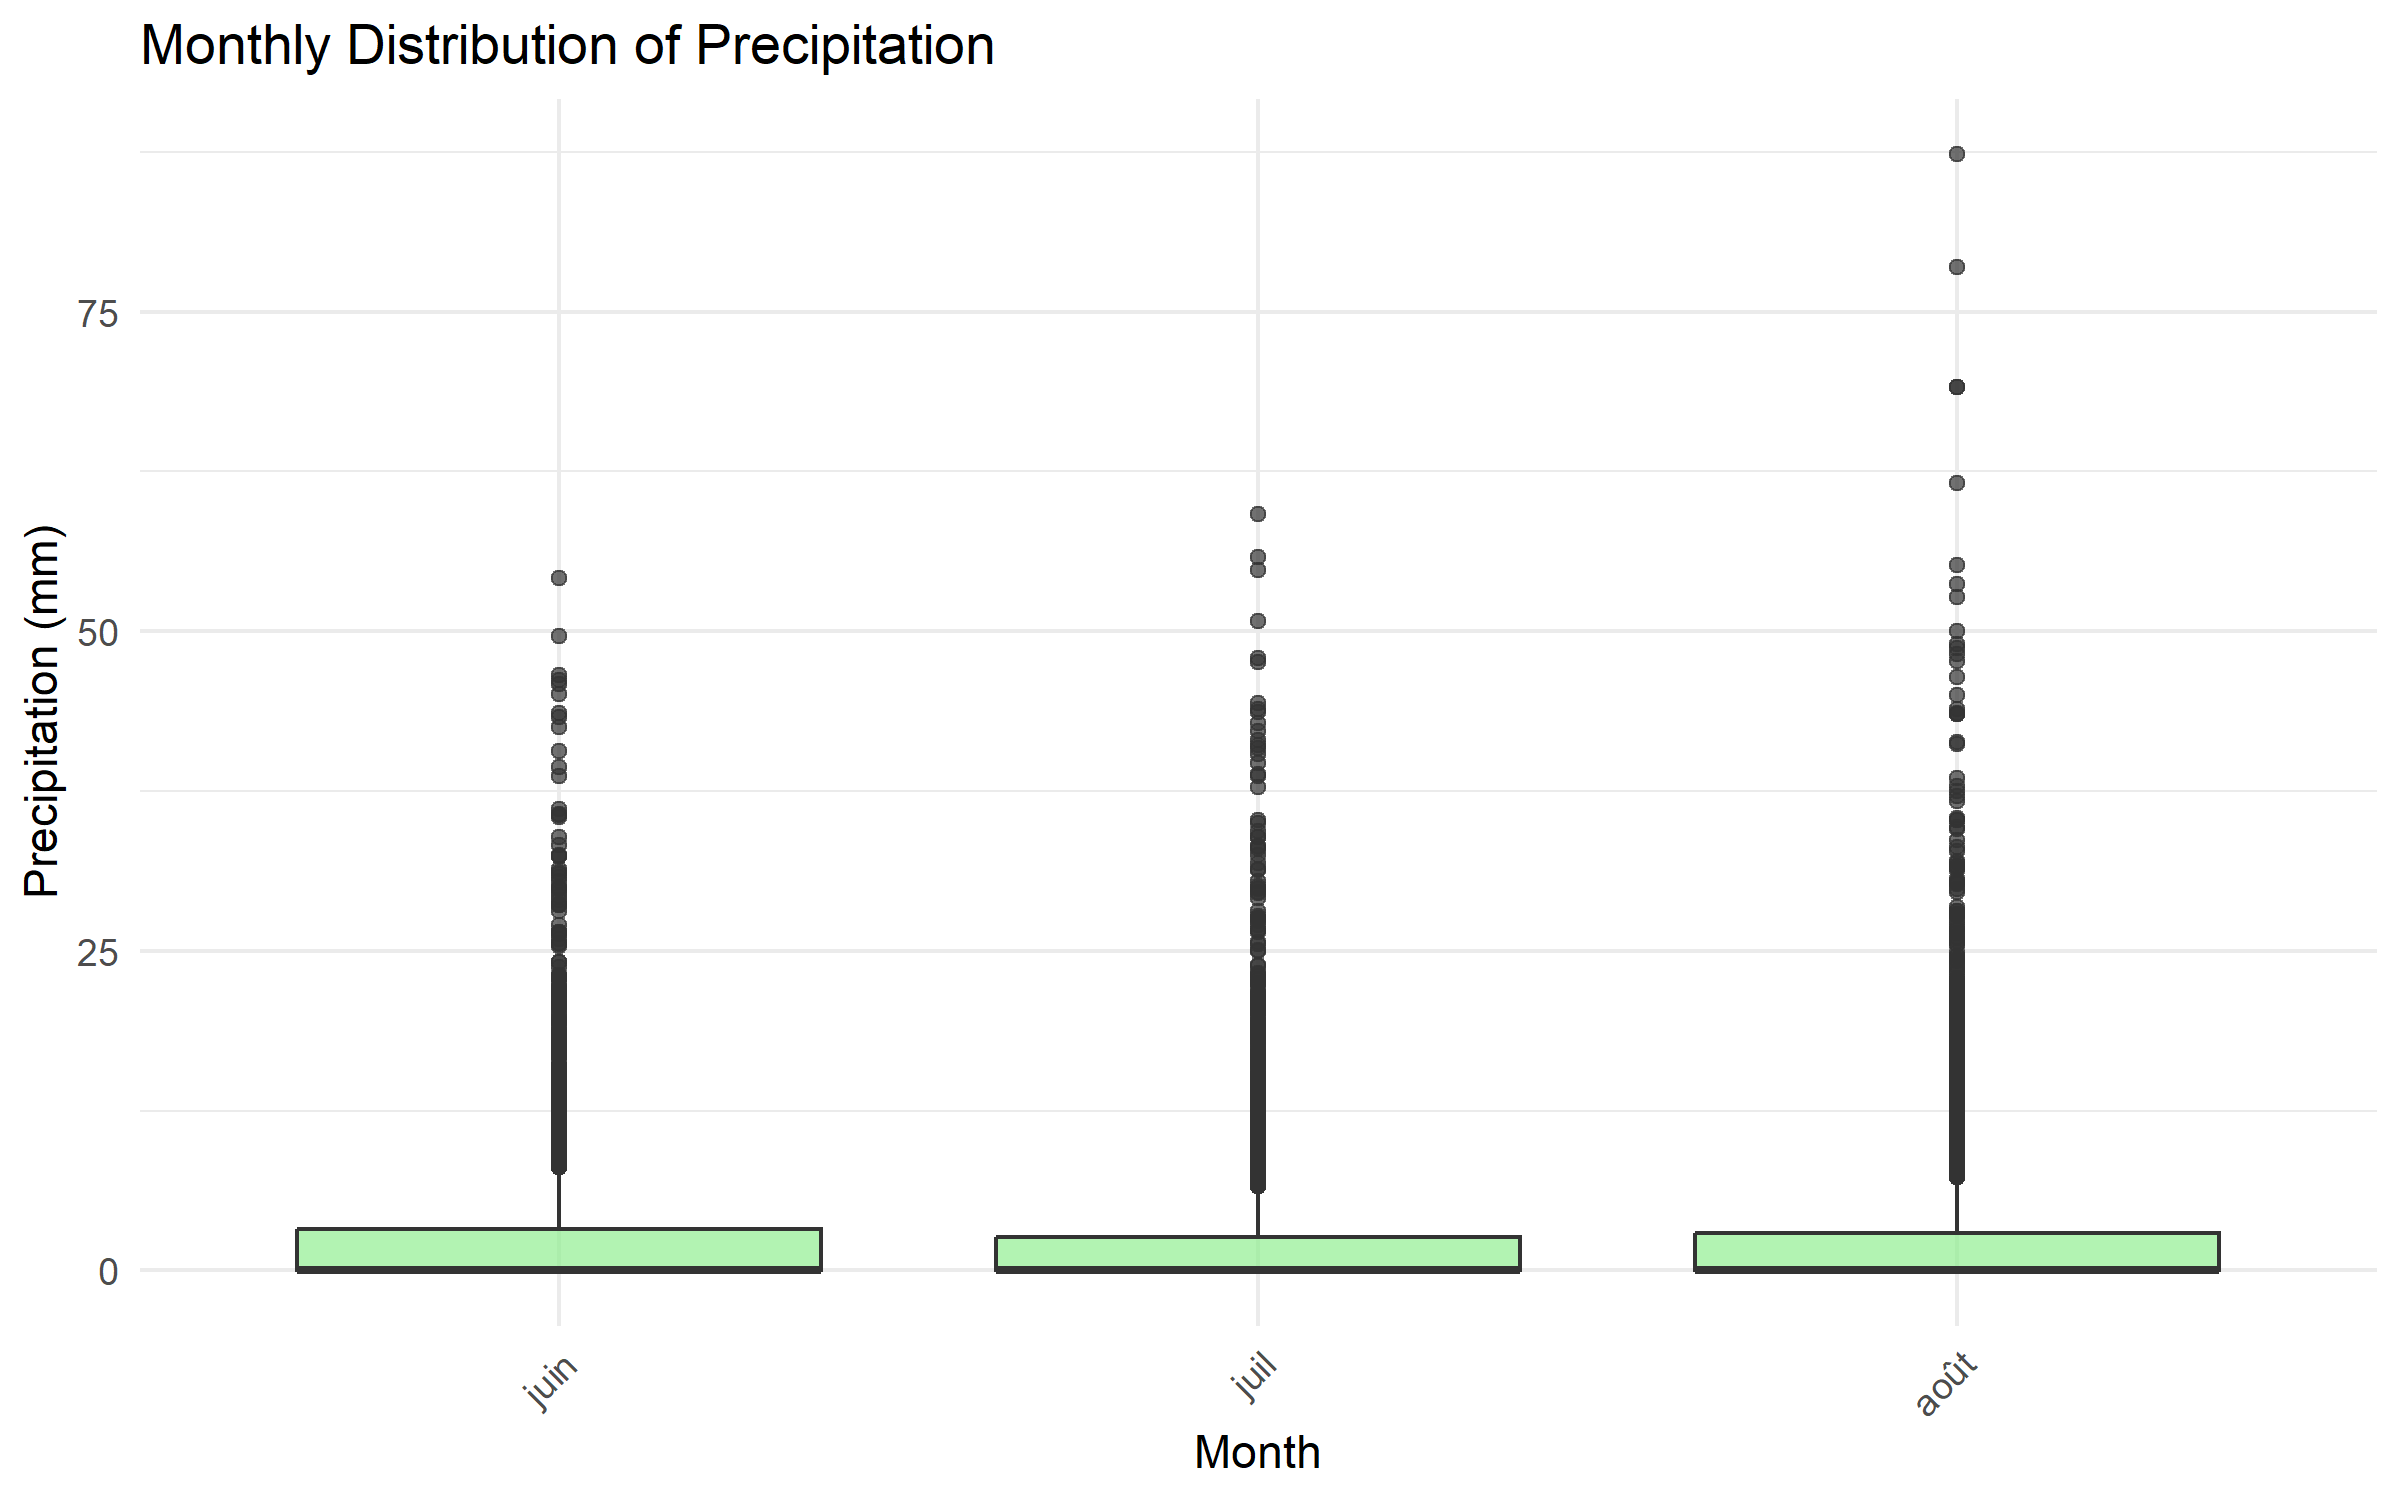 Monthly Distribution of Precipitation
Precipitation (mm)
75
50
25
0
juin
juil
août
Month